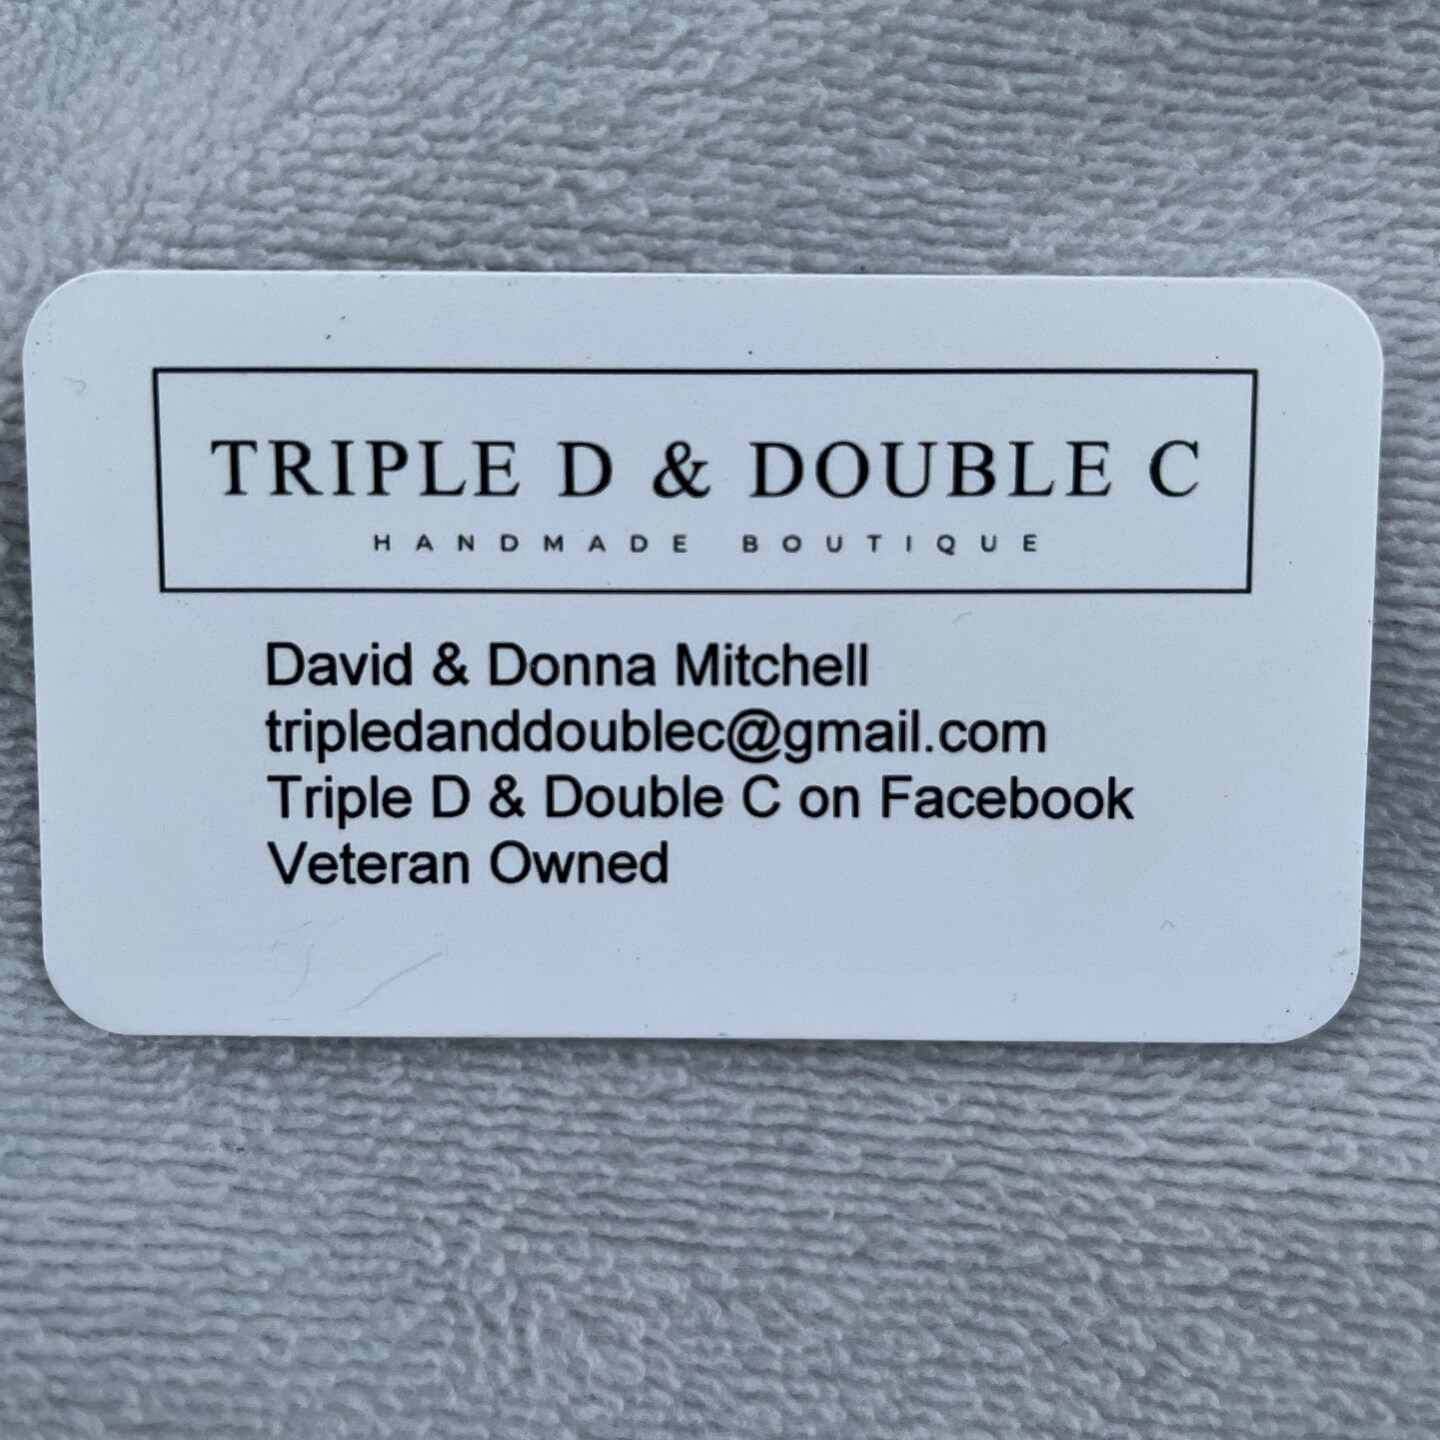 TRIPLE D & DOUBLE C
HANDMADE BOUTIQUE
David & Donna Mitchell
tripledanddoublec@gmail.com
Triple D & Double C on Facebook
Veteran Owned